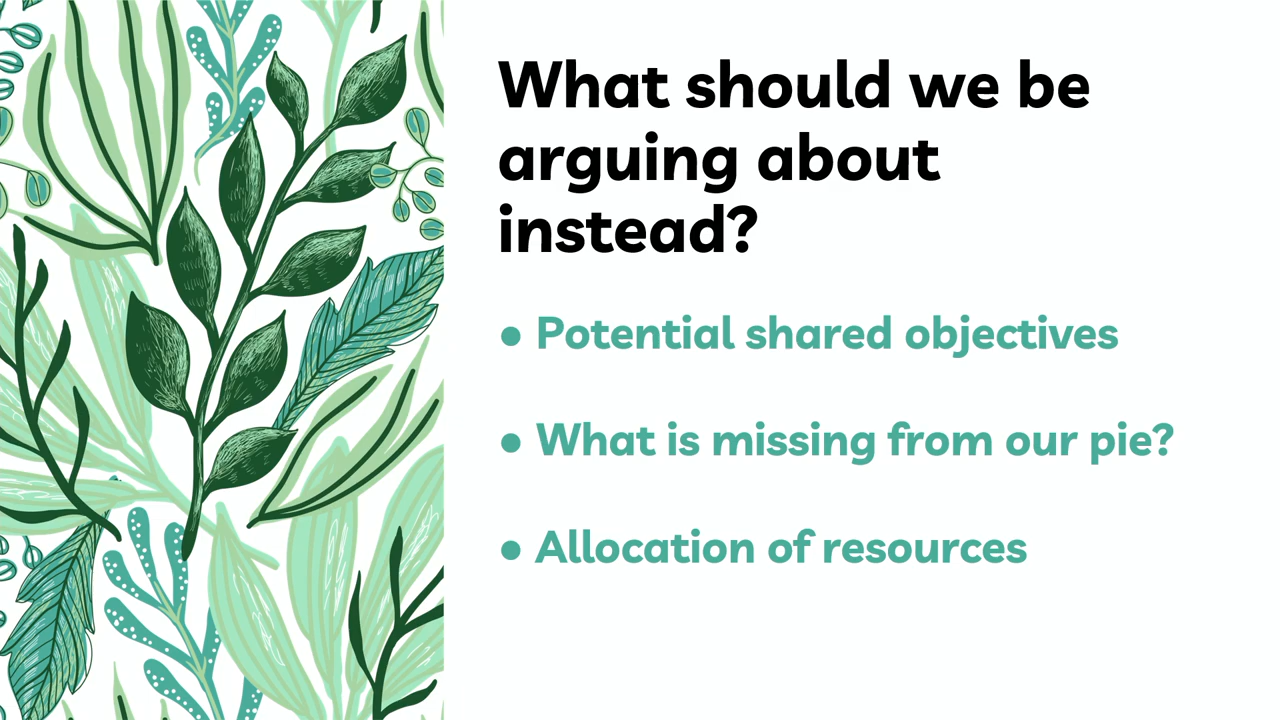 What should we be
arguing about
instead?
● Potential shared objectives
● What is missing from our pie?
● Allocation of resources